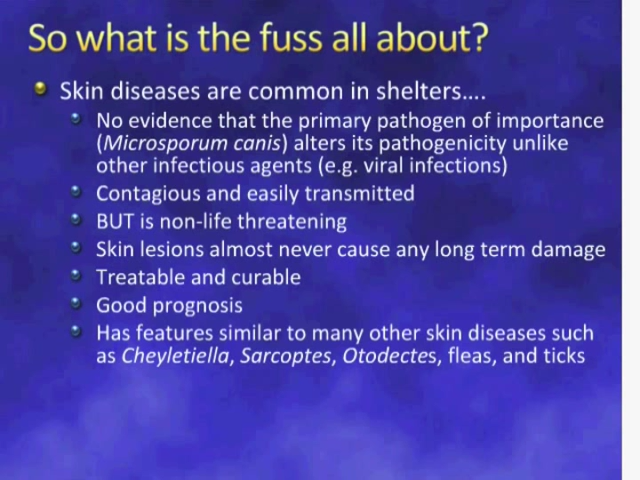 So what is the fuss all about?
Skin diseases are common in shelters....
No evidence that the primary pathogen of importance
(Microsporum canis) alters its pathogenicity unlike
other infectious agents (e.g. viral infections)
Contagious and easily transmitted
BUT is non-life threatening
Skin lesions almost never cause any long term damage
Treatable and curable
Good prognosis
Has features similar to many other skin diseases such
as Cheyletiella, Sarcoptes, Otodectes, fleas, and ticks